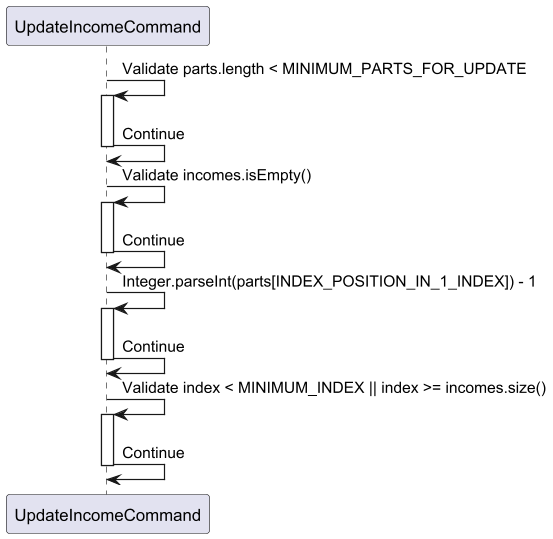 UpdateIncomeCommand
Validate parts.length < MINIMUM_PARTS_FOR_UPDATE
Continue
Validate incomes.isEmpty()
Continue
Integer.parseInt(parts[INDEX_POSITION_IN_1_INDEX]) - 1
Continue
Validate index < MINIMUM_INDEX || index >= incomes.size()
Continue
UpdateIncomeCommand